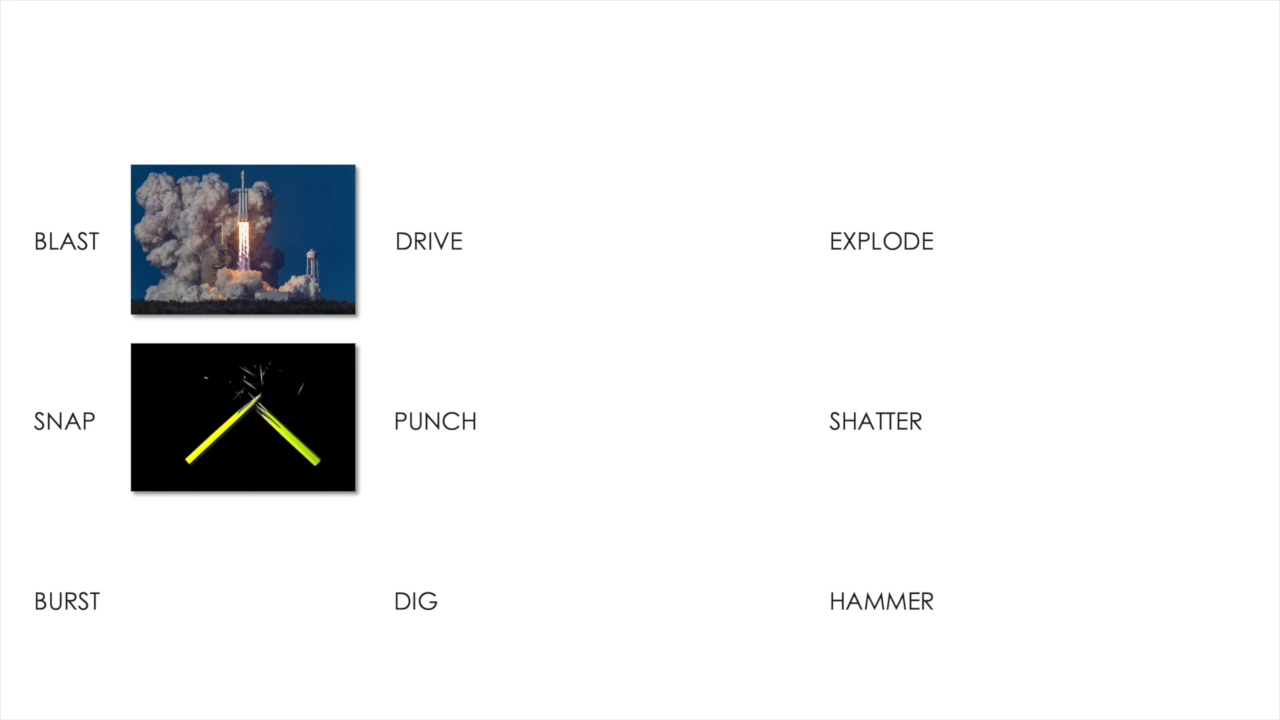 BLAST
DRIVE
EXPLODE
SNAP
PUNCH
SHATTER
BURST
DIG
HAMMER